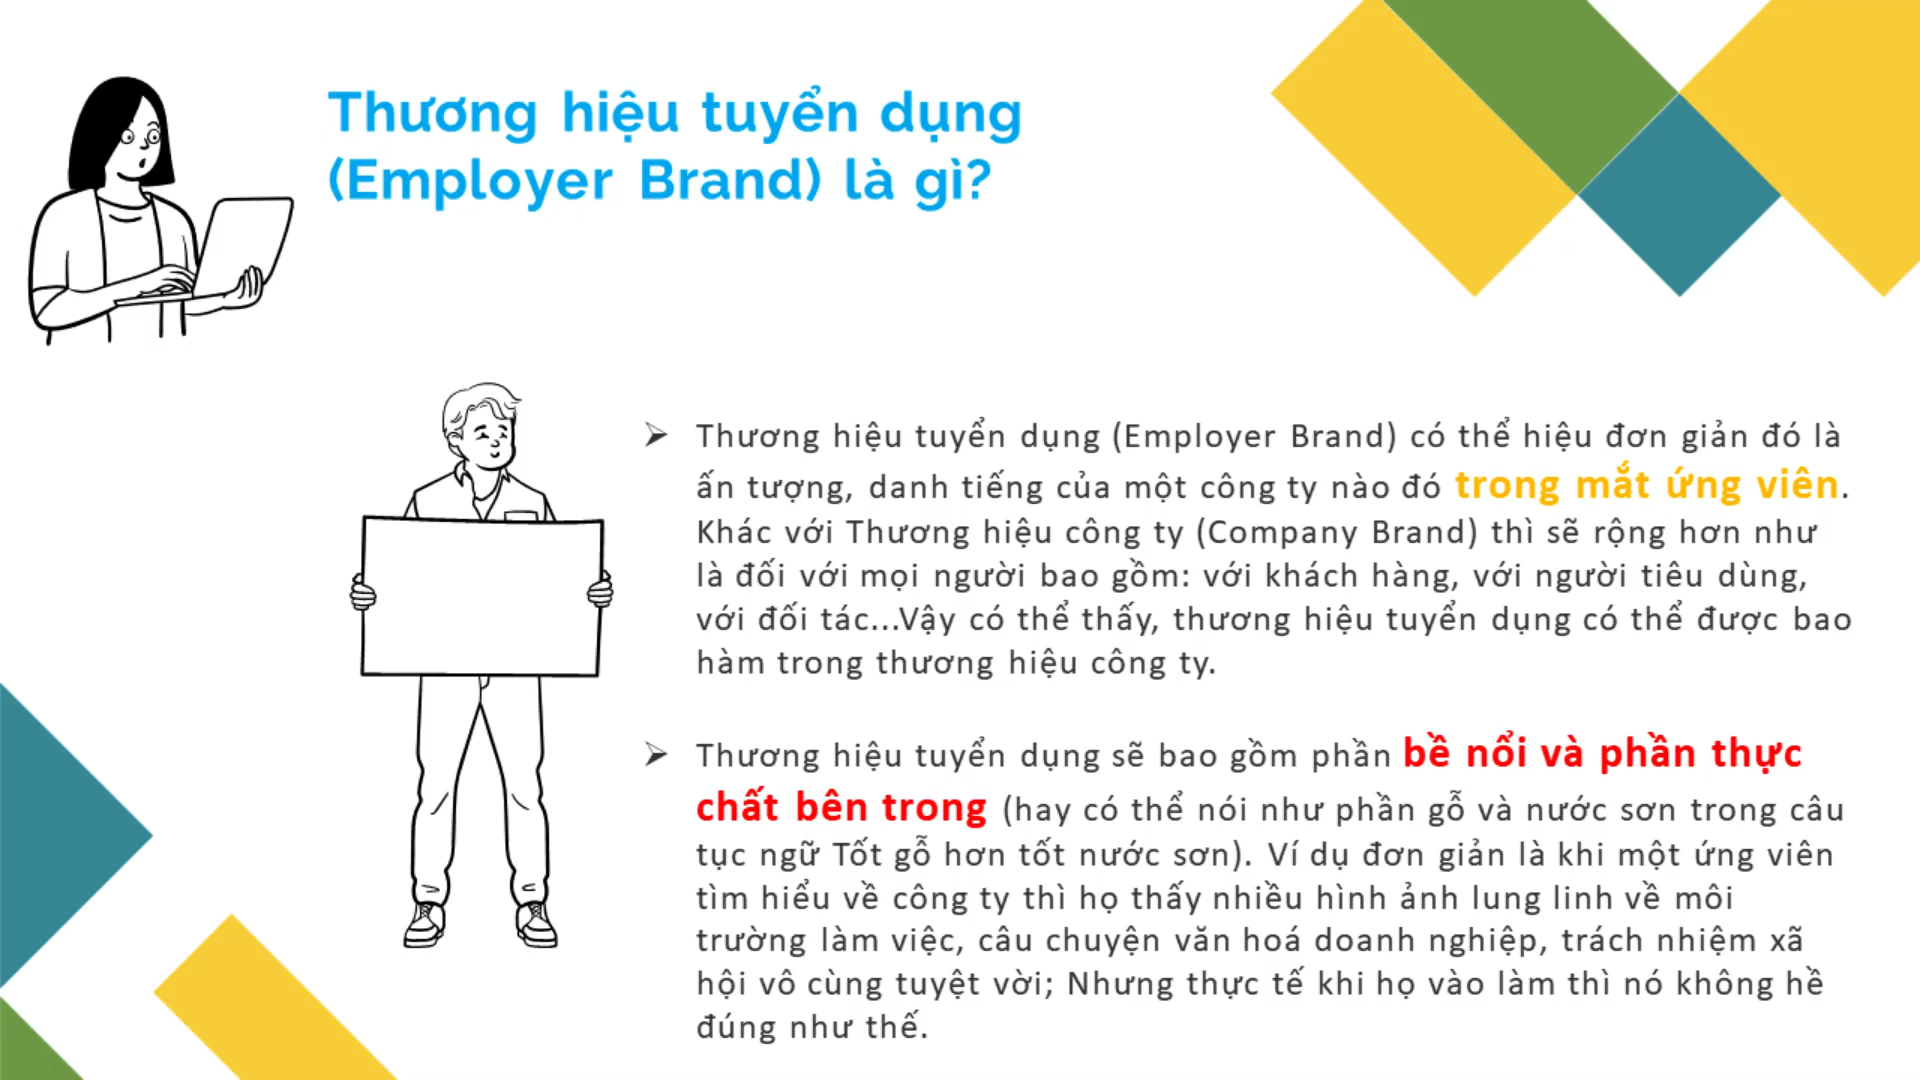 Thương hiệu tuyển dụng
(Employer Brand) là gì?
➢ Thương hiệu tuyển dụng (Employer Brand) có thể hiệu đơn giản đó là
ấn tượng, danh tiếng của một công ty nào đó trong mắt ứng viên.
Khác với Thương hiệu công ty (Company Brand) thì sẽ rộng hơn như
là đối với mọi người bao gồm: với khách hàng, với người tiêu dùng,
với đối tác...Vậy có thể thấy, thương hiệu tuyển dụng có thể được bao
hàm trong thương hiệu công ty.
➢ Thương hiệu tuyển dụng sẽ bao gồm phần bề nổi và phần thực
chất bên trong (hay có thể nói như phần gỗ và nước sơn trong câu
tục ngữ Tốt gỗ hơn tốt nước sơn). Ví dụ đơn giản là khi một ứng viên
tìm hiểu về công ty thì họ thấy nhiều hình ảnh lung linh về môi
trường làm việc, câu chuyện văn hoá doanh nghiệp, trách nhiệm xã
hội vô cùng tuyệt vời; Nhưng thực tế khi họ vào làm thì nó không hề
đúng như thế.